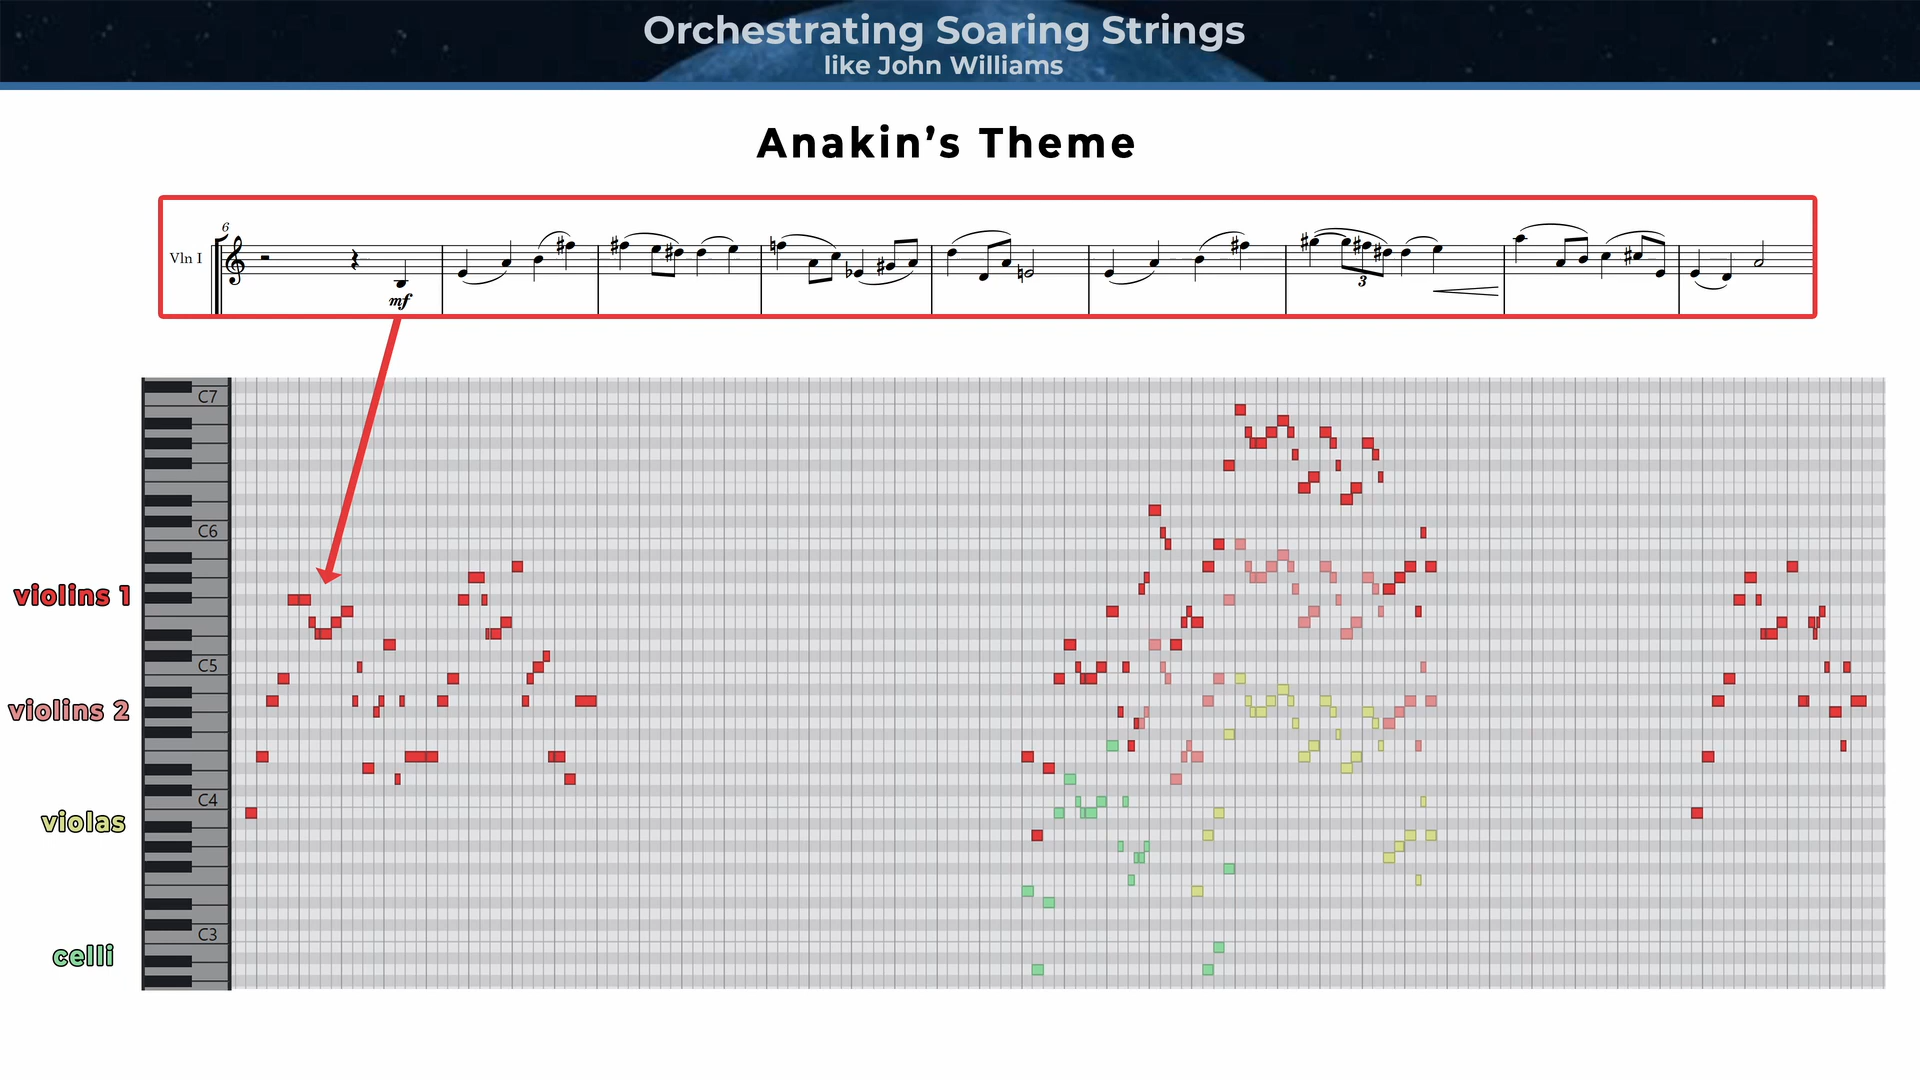 Orchestrating Soaring Strings
like John Williams
Anakin's Theme
6
Vln I
mf
3
C7
C6
violins 1
C5
violins 2
C4
violas
C3
celli